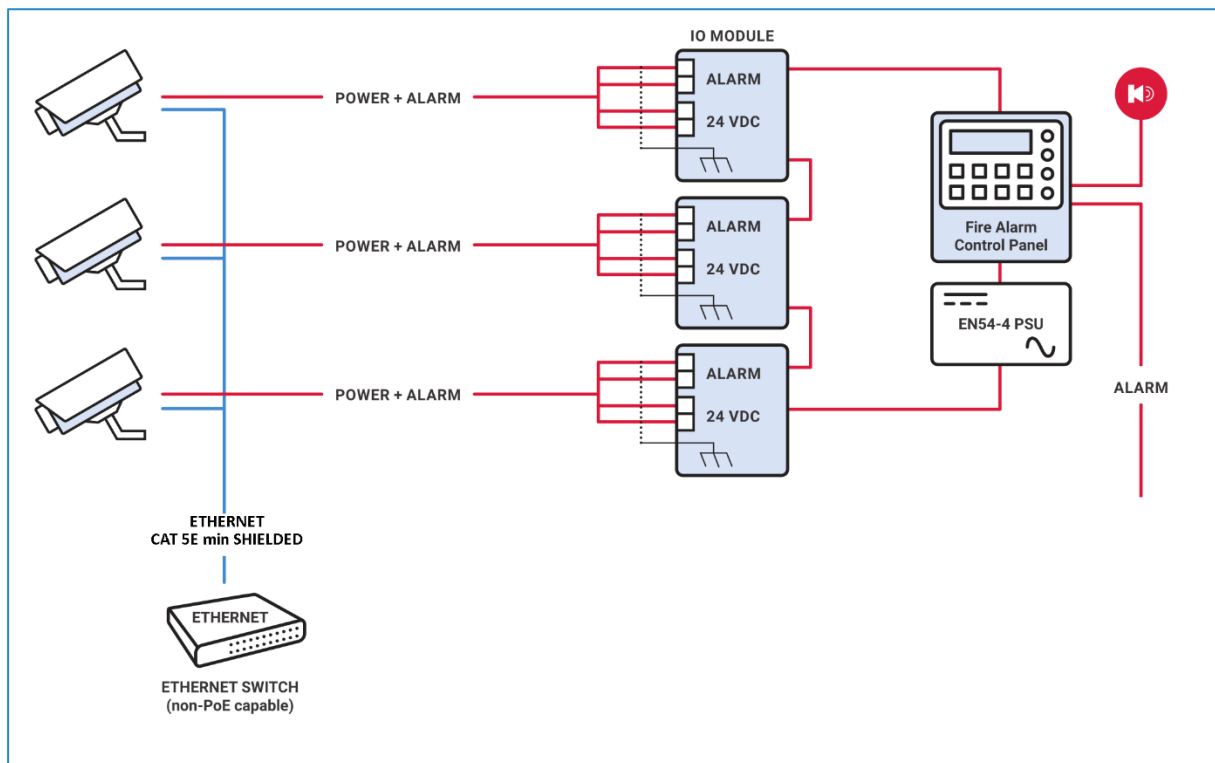 IO MODULE
POWER + ALARM
ALARM
24 VDC
Fire Alarm
Control Panel
POWER + ALARM
ALARM
24 VDC
EN54-4 PSU
POWER + ALARM
ALARM
24 VDC
ALARM
ETHERNET
CAT 5E min SHIELDED
ETHERNET
ETHERNET SWITCH
(non-PoE capable)